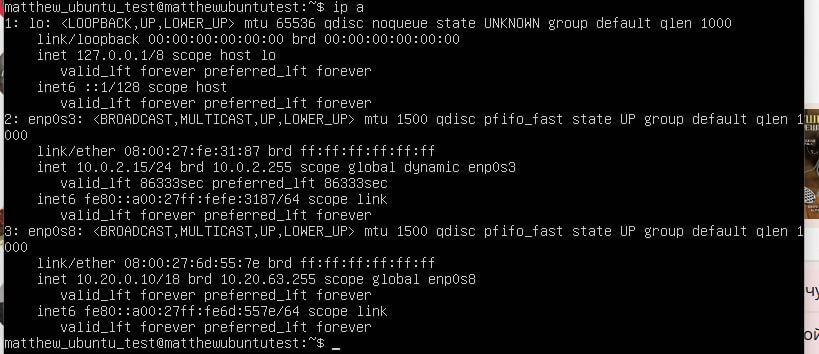 matthew_ubuntu_test@matthewubuntutest:~$ ip a
1: lo: <LOOPBACK,UP,LOWER_UP> mtu 65536 qdisc noqueue state UNKNOWN group default qlen 1000
    link/loopback 00:00:00:00:00:00 brd 00:00:00:00:00:00
    inet 127.0.0.1/8 scope host lo
       valid_lft forever preferred_lft forever
    inet6 ::1/128 scope host
       valid_lft forever preferred_lft forever
2: enp0s3: <BROADCAST,MULTICAST,UP,LOWER_UP> mtu 1500 qdisc pfifo_fast state UP group default qlen 1
000
    link/ether 08:00:27:fe:31:87 brd ff:ff:ff:ff:ff:ff
    inet 10.0.2.15/24 brd 10.0.2.255 scope global dynamic enp0s3
       valid_lft 86333sec preferred_lft 86333sec
    inet6 fe80::a00:27ff:fefe:3187/64 scope link
       valid_lft forever preferred_lft forever
3: enp0s8: <BROADCAST,MULTICAST,UP,LOWER_UP> mtu 1500 qdisc pfifo_fast state UP group default qlen 1
000
    link/ether 08:00:27:6d:55:7e brd ff:ff:ff:ff:ff:ff
    inet 10.20.0.10/18 brd 10.20.63.255 scope global enp0s8
       valid_lft forever preferred_lft forever
    inet6 fe80::a00:27ff:fe6d:557e/64 scope link
       valid_lft forever preferred_lft forever
matthew_ubuntu_test@matthewubuntutest:~$ _